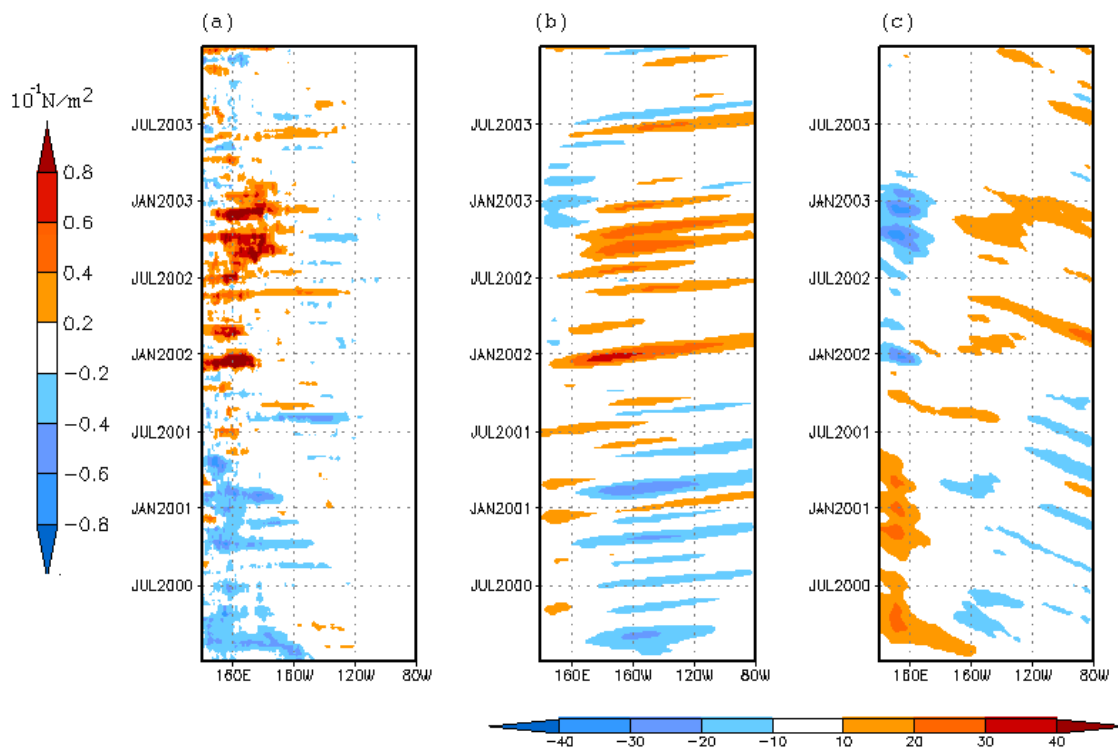 (a) (b) (c)
10⁻¹N/m2
0.8
0.6
0.4
0.2
−0.2
−0.4
−0.6
−0.8
JUL2003
JAN2003
JUL2002
JAN2002
JUL2001
JAN2001
JUL2000
160E 160W 120W 80W
JUL2003
JAN2003
JUL2002
JAN2002
JUL2001
JAN2001
JUL2000
160E 160W 120W 80W
JUL2003
JAN2003
JUL2002
JAN2002
JUL2001
JAN2001
JUL2000
160E 160W 120W 80W
−40 −30 −20 −10 10 20 30 40